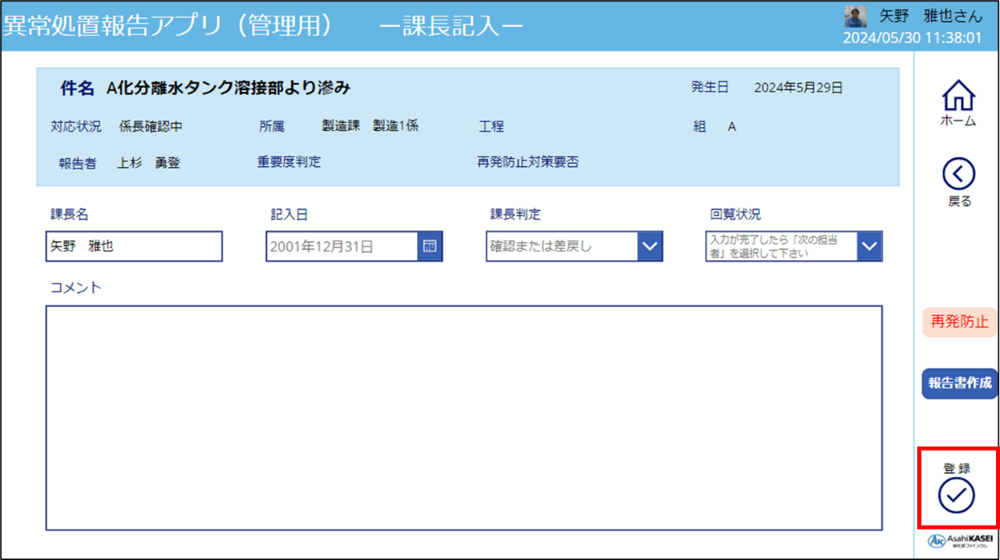 異常処置報告アプリ（管理用）　―課長記入―
矢野　雅也さん
2024/05/30 11:38:01
件名 A化分離水タンク溶接部より滲み 発生日 2024年5月29日
対応状況 係長確認中 所属 製造課　製造1係 工程 組 A
報告者 上杉　勇登 重要度判定 再発防止対策要否
ホーム
戻る
課長名 記入日 課長判定 回覧状況
矢野　雅也 2001年12月31日 確認または差戻し 入力が完了したら「次の担当
者」を選択して下さい
コメント
再発防止
報告書作成
登録
AsahiKASEI